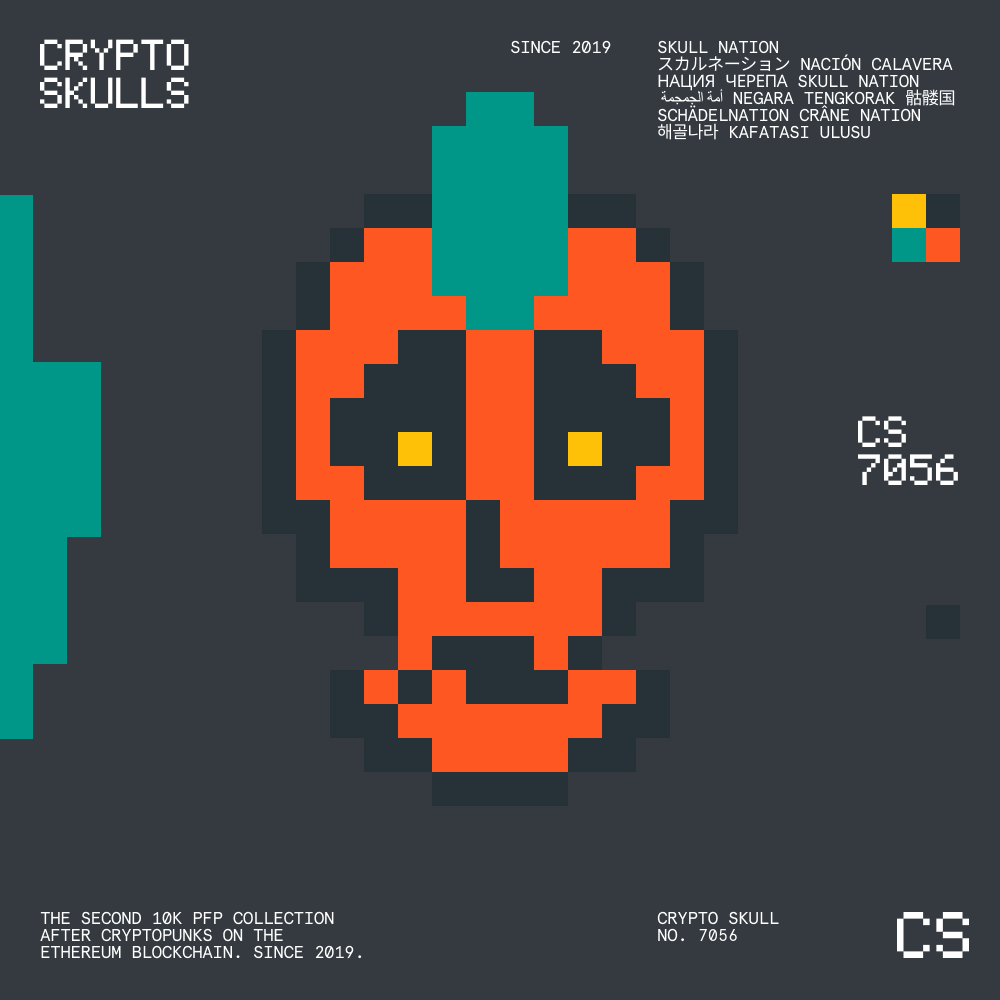 CRYPTO
SKULLS
SINCE 2019
SKULL NATION
スカルネーション NACIÓN CALAVERA
НАЦИЯ ЧЕРЕПА SKULL NATION
أمة الجمجمة NEGARA TENGKORAK 骷髅国
SCHÄDELNATION CRÂNE NATION
해골나라 KAFATASI ULUSU
CS
7056
THE SECOND 10K PFP COLLECTION
AFTER CRYPTOPUNKS ON THE
ETHEREUM BLOCKCHAIN. SINCE 2019.
CRYPTO SKULL
NO. 7056
CS